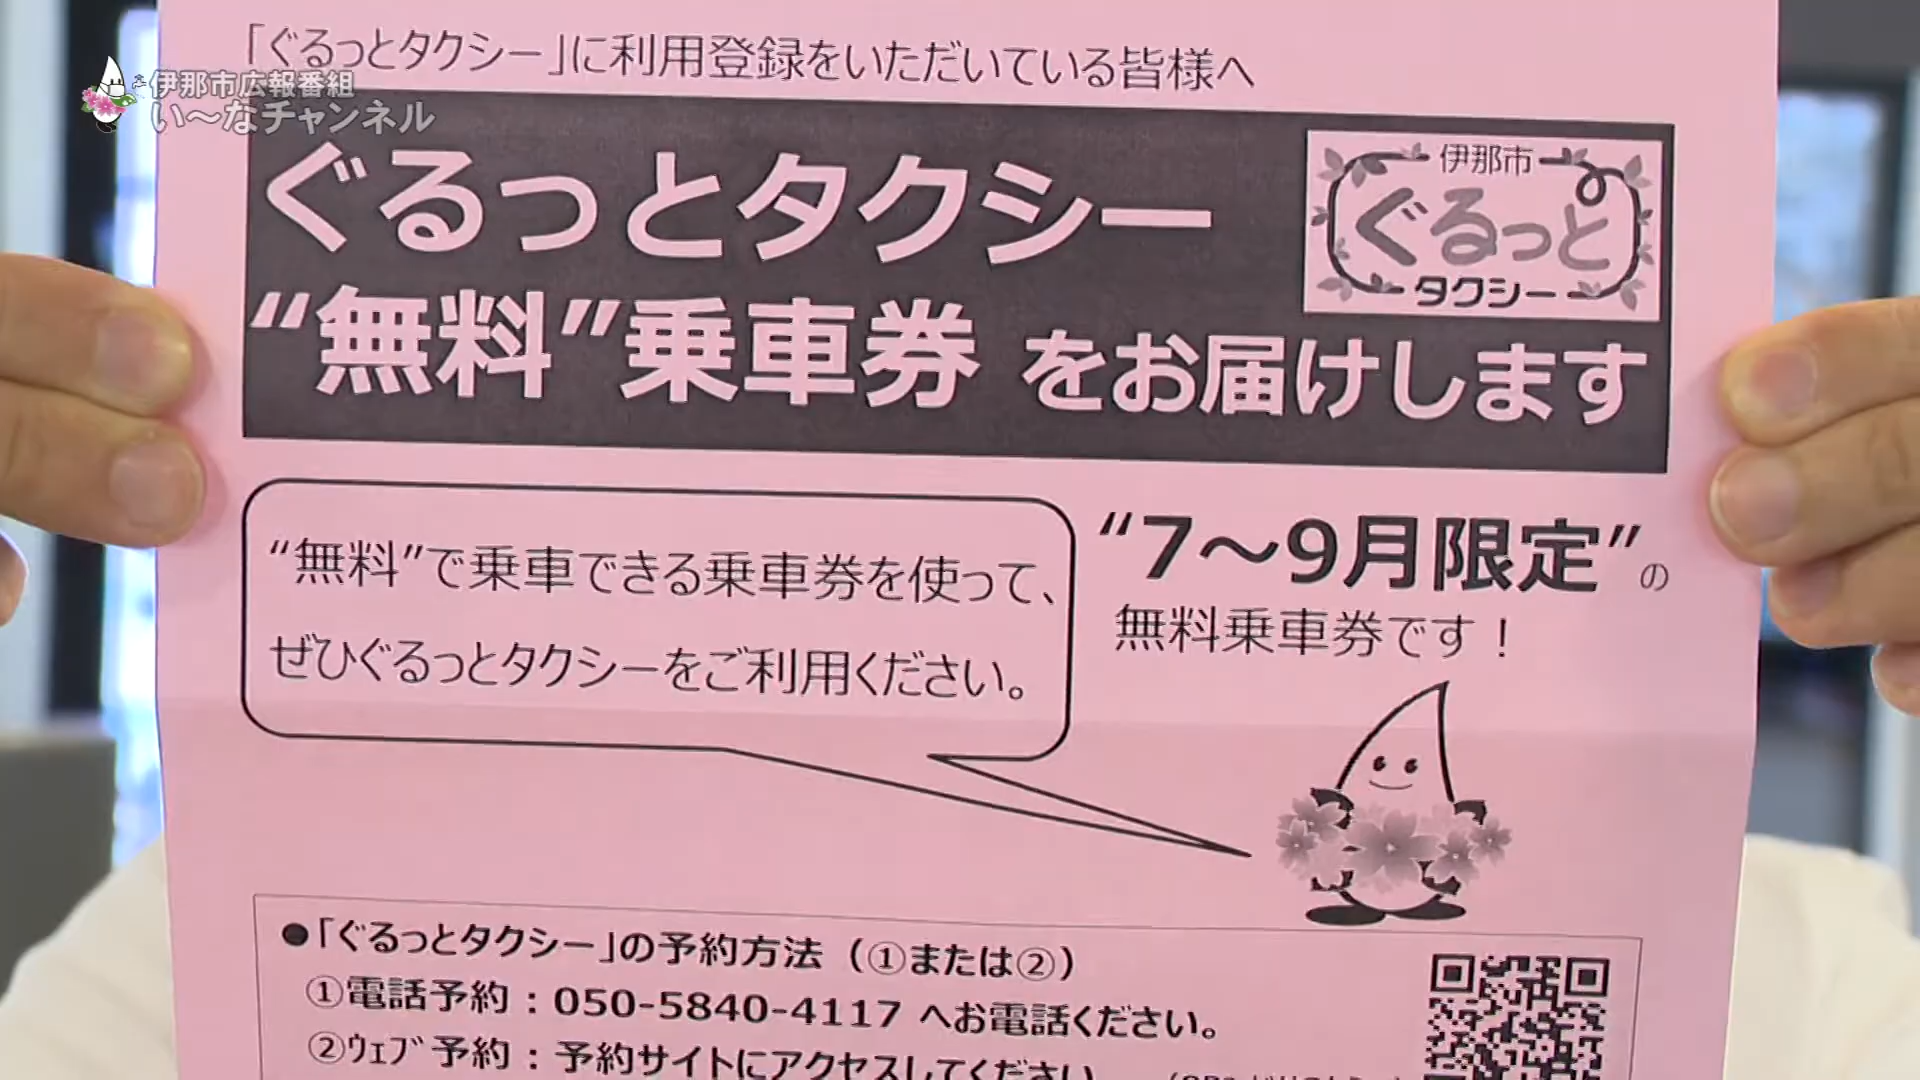 「ぐるっとタクシー」に利用登録をいただいている皆様へ
伊那市広報番組
い～なチャンネル
ぐるっとタクシー
“無料”乗車券 をお届けします
伊那市
ぐるっと
タクシー
“無料”で乗車できる乗車券を使って、
ぜひぐるっとタクシーをご利用ください。
“7～9月限定”の
無料乗車券です！
●「ぐるっとタクシー」の予約方法（①または②）
①電話予約：050-5840-4117 へお電話ください。
②ｳｪﾌﾞ予約：予約サイトにアクセスしてください